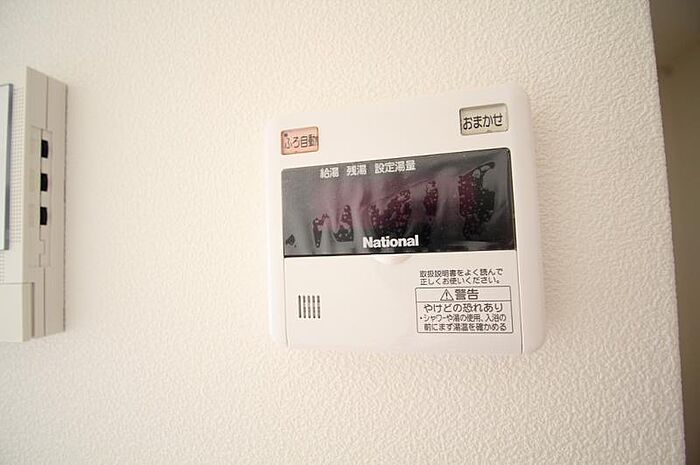 ふろ自動
おまかせ
給湯 残湯 設定湯量
National
取扱説明書をよく読んで
正しくお使いください。
⚠警告
やけどの恐れあり
・シャワーや湯の使用、入浴の
前にまず湯温を確かめる